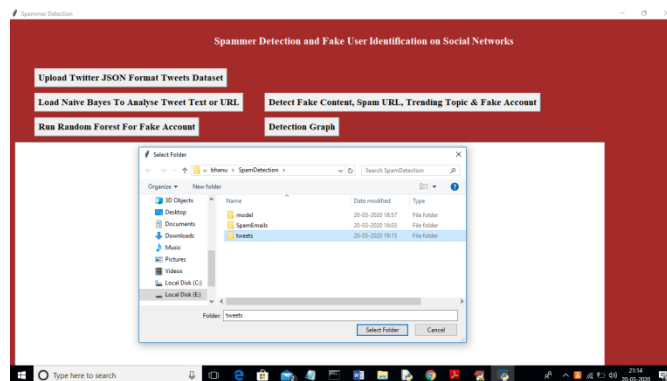 Spammer Detection
Spammer Detection and Fake User Identification on Social Networks
Upload Twitter JSON Format Tweets Dataset
Load Naive Bayes To Analyse Tweet Text or URL
Detect Fake Content, Spam URL, Trending Topic & Fake Account
Run Random Forest For Fake Account
Detection Graph
Select Folder
« bhanu › SpamDetection ›
Search SpamDetection
Organize
New folder
3D Objects
Desktop
Documents
Downloads
Music
Pictures
Videos
Local Disk (C:)
Local Disk (E:)
Name Date modified Type
model 20-03-2020 18:57 File folder
SpamEmails 20-03-2020 16:03 File folder
tweets 20-03-2020 19:15 File folder
Folder: tweets
Select Folder Cancel
Type here to search
21:14
20-03-2020